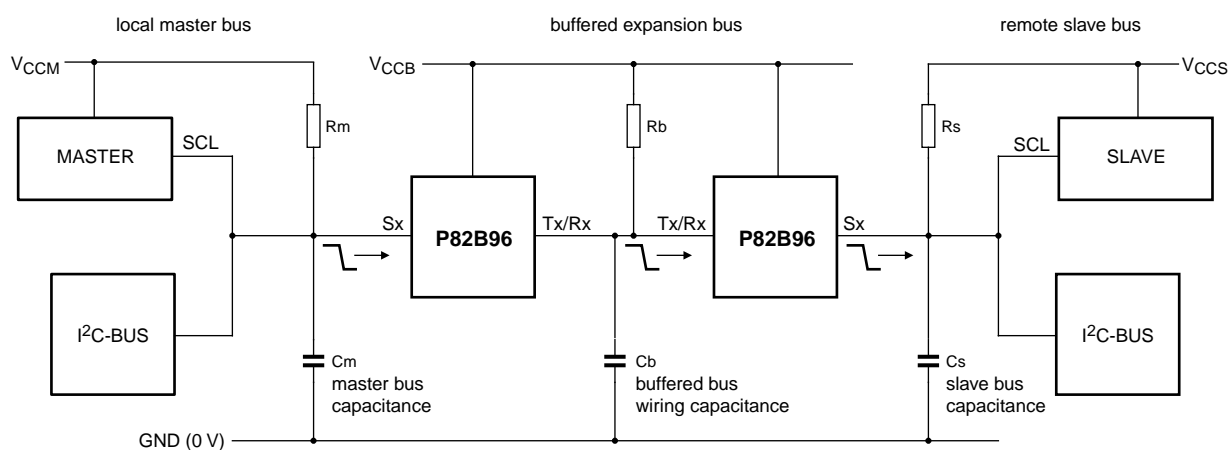 local master bus
buffered expansion bus
remote slave bus
VCCM
VCCB
VCCS
Rm
Rb
Rs
MASTER
SCL
SCL
SLAVE
Sx
P82B96
Tx/Rx
Tx/Rx
P82B96
Sx
I2C-BUS
I2C-BUS
Cm
master bus
capacitance
Cb
buffered bus
wiring capacitance
Cs
slave bus
capacitance
GND (0 V)